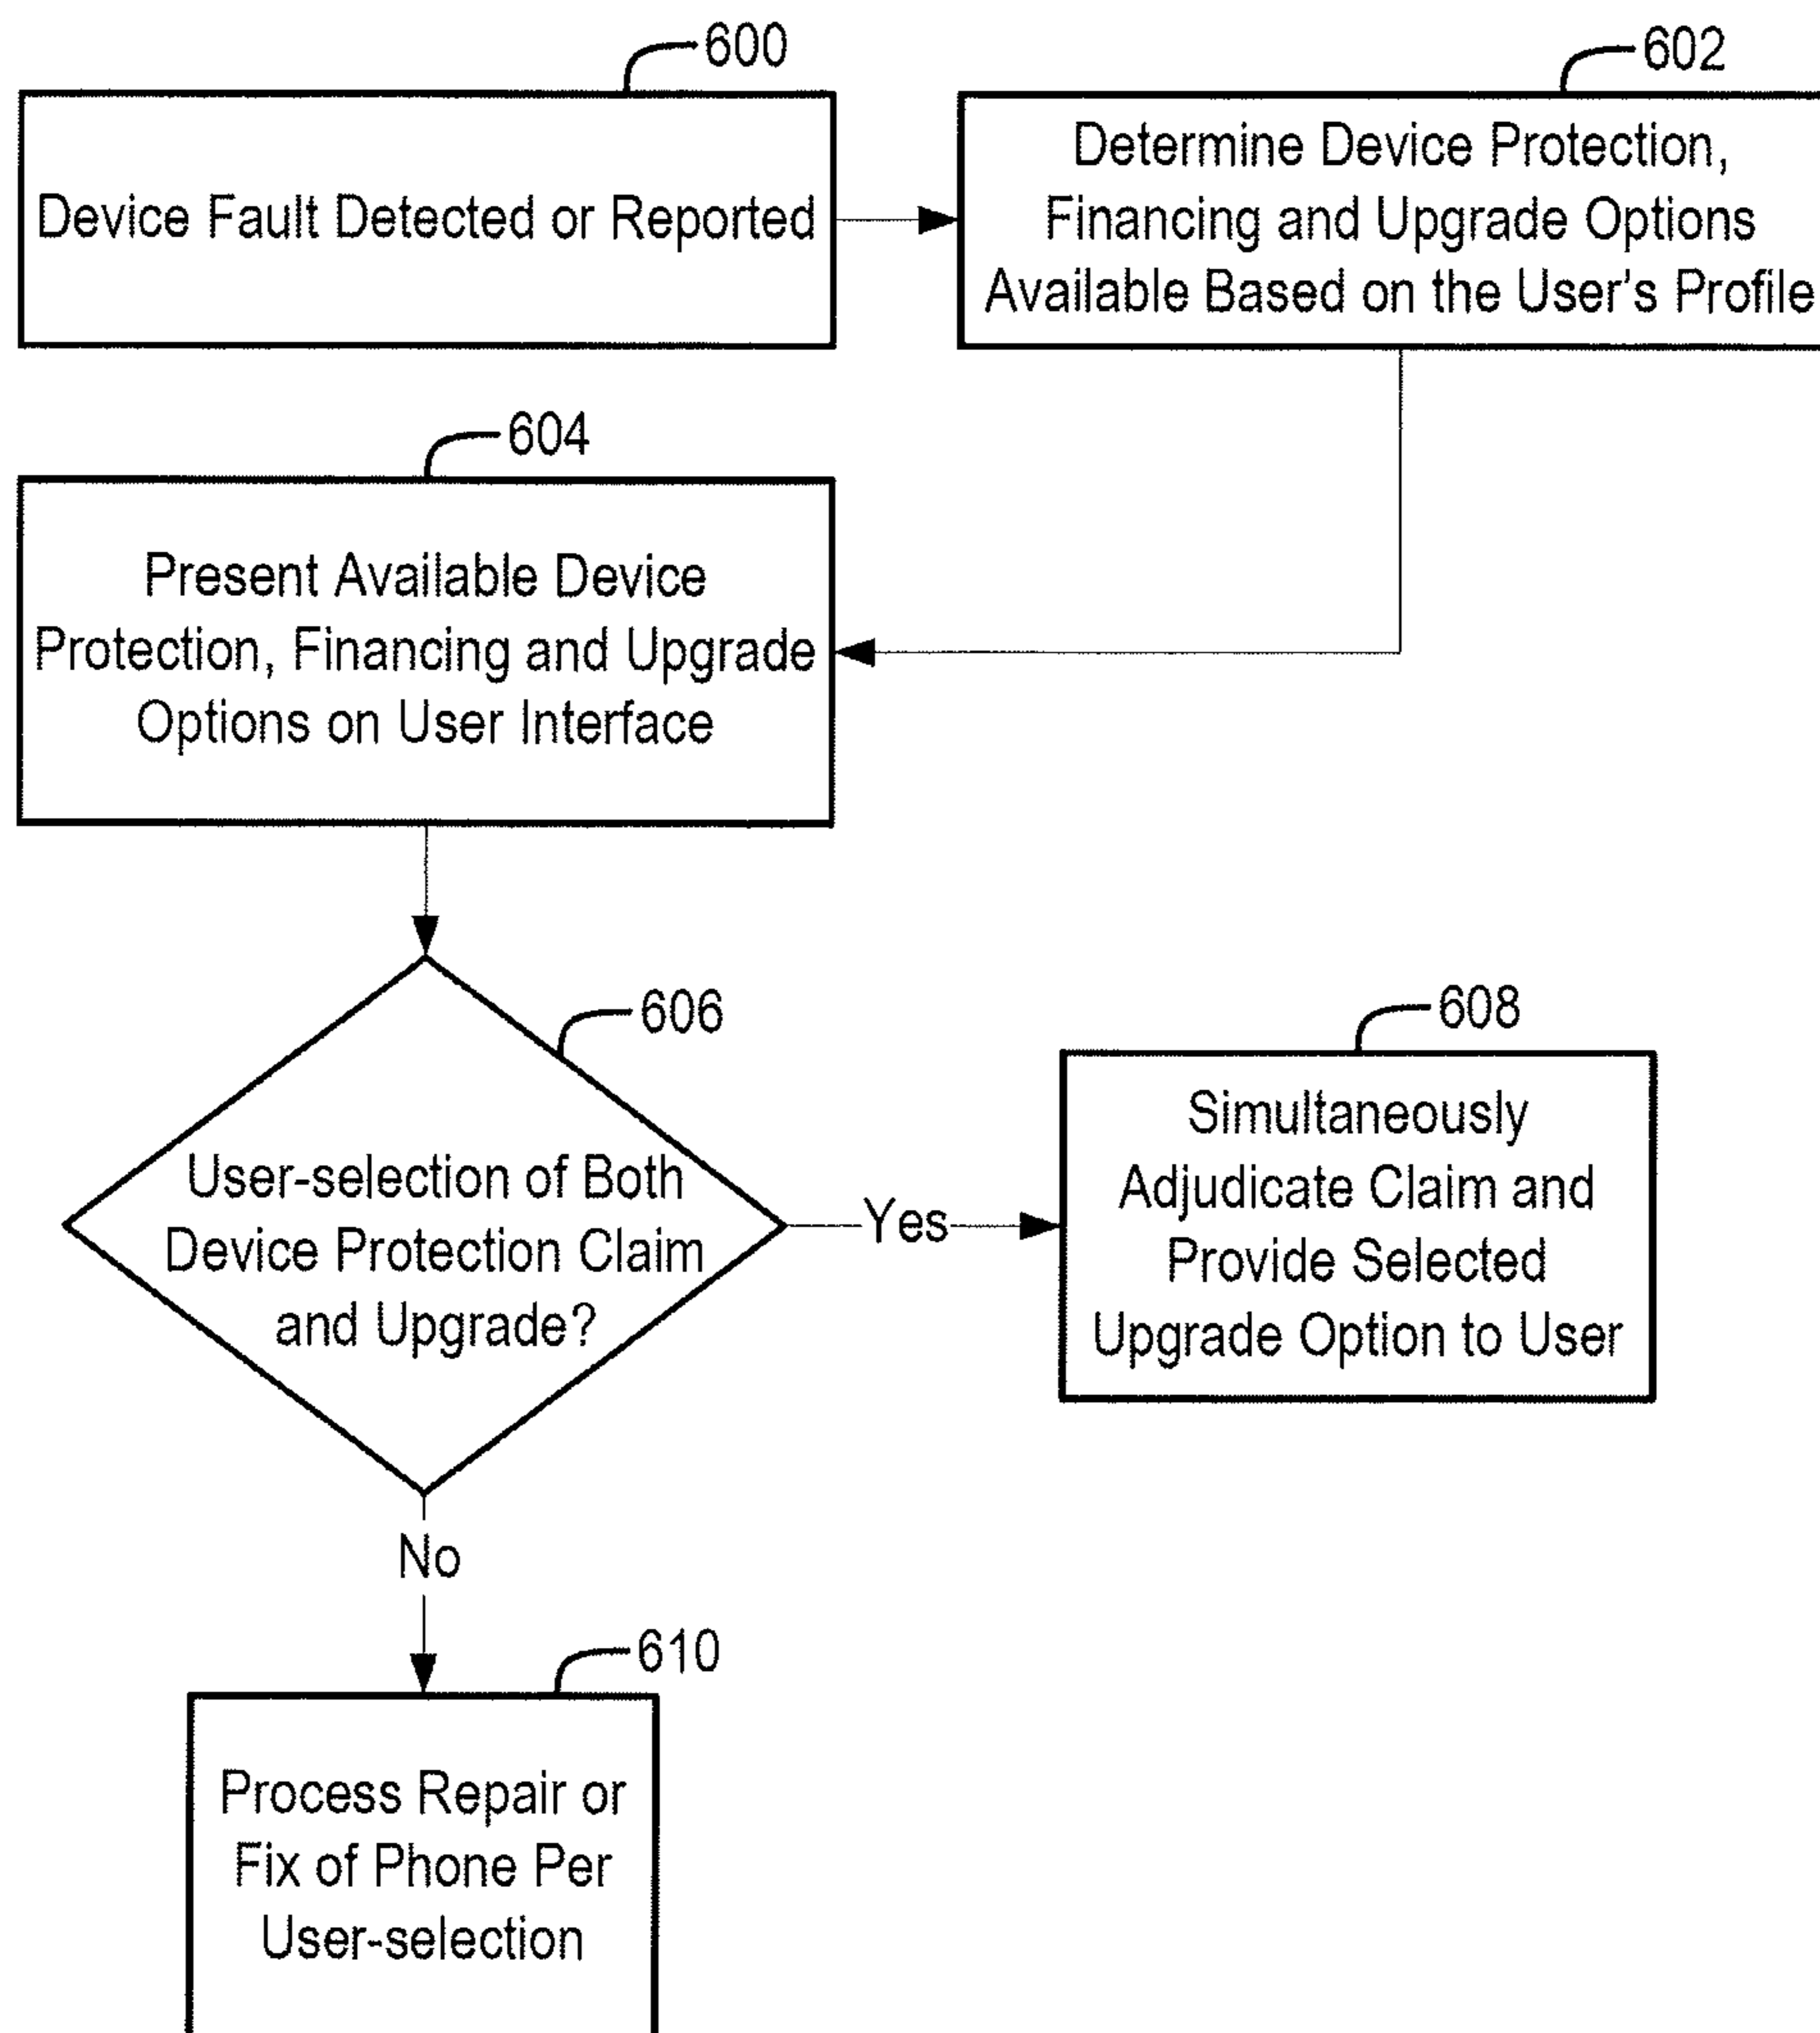 600
Device Fault Detected or Reported
602
Determine Device Protection,
Financing and Upgrade Options
Available Based on the User's Profile
604
Present Available Device
Protection, Financing and Upgrade
Options on User Interface
606
User-selection of Both
Device Protection Claim
and Upgrade?
Yes
608
Simultaneously
Adjudicate Claim and
Provide Selected
Upgrade Option to User
No
610
Process Repair or
Fix of Phone Per
User-selection